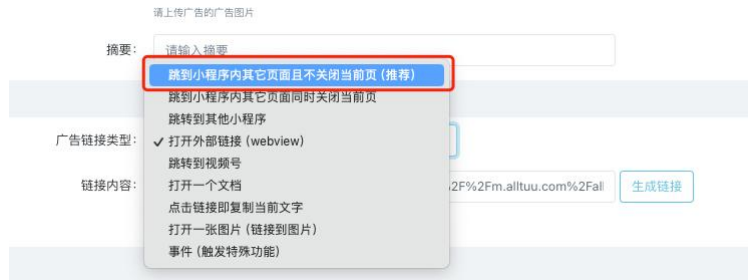 请上传广告的广告图片
摘要:
请输入摘要
跳到小程序内其它页面且不关闭当前页 (推荐)
跳到小程序内其它页面同时关闭当前页
跳转到其他小程序
广告链接类型:
✓ 打开外部链接 (webview)
跳转到视频号
链接内容:
打开一个文档
2F%2Fm.alltuu.com%2Fall
生成链接
点击链接即复制当前文字
打开一张图片 (链接到图片)
事件 (触发特殊功能)